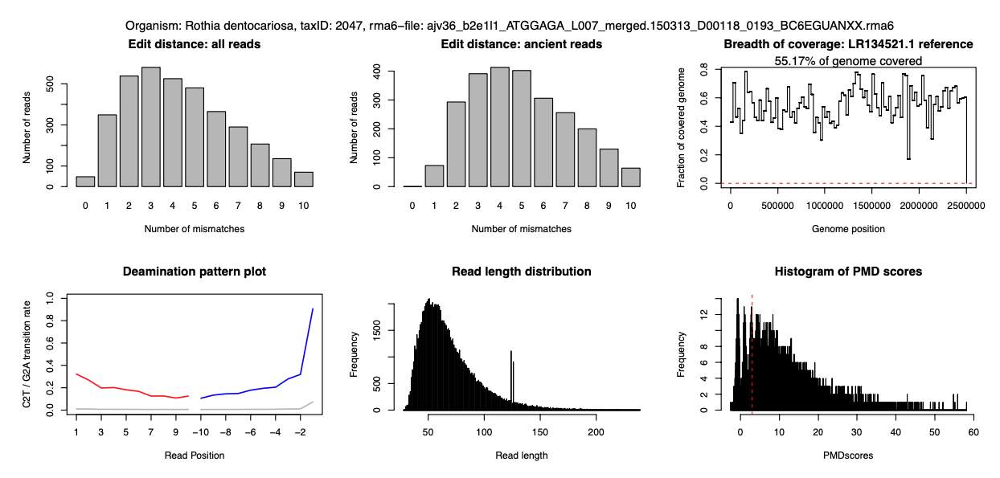 Organism: Rothia dentocariosa, taxID: 2047, rma6−file: ajv36_b2e1l1_ATGGAGA_L007_merged.150313_D00118_0193_BC6EGUANXX.rma6
Edit distance: all reads
Number of reads
0 100 300 500
0 1 2 3 4 5 6 7 8 9 10
Number of mismatches
Edit distance: ancient reads
Number of reads
0 100 200 300 400
0 1 2 3 4 5 6 7 8 9 10
Number of mismatches
Breadth of coverage: LR134521.1 reference
55.17% of genome covered
Fraction of covered genome
0.0 0.2 0.4 0.6 0.8
0 500000 1000000 1500000 2000000 2500000
Genome position
Deamination pattern plot
C2T / G2A transition rate
0.0 0.2 0.4 0.6 0.8 1.0
1 3 5 7 9 −10 −8 −6 −4 −2
Read Position
Read length distribution
Frequency
0 500 1500
50 100 150 200
Read length
Histogram of PMD scores
Frequency
0 2 4 6 8 12
0 10 20 30 40 50 60
PMDscores